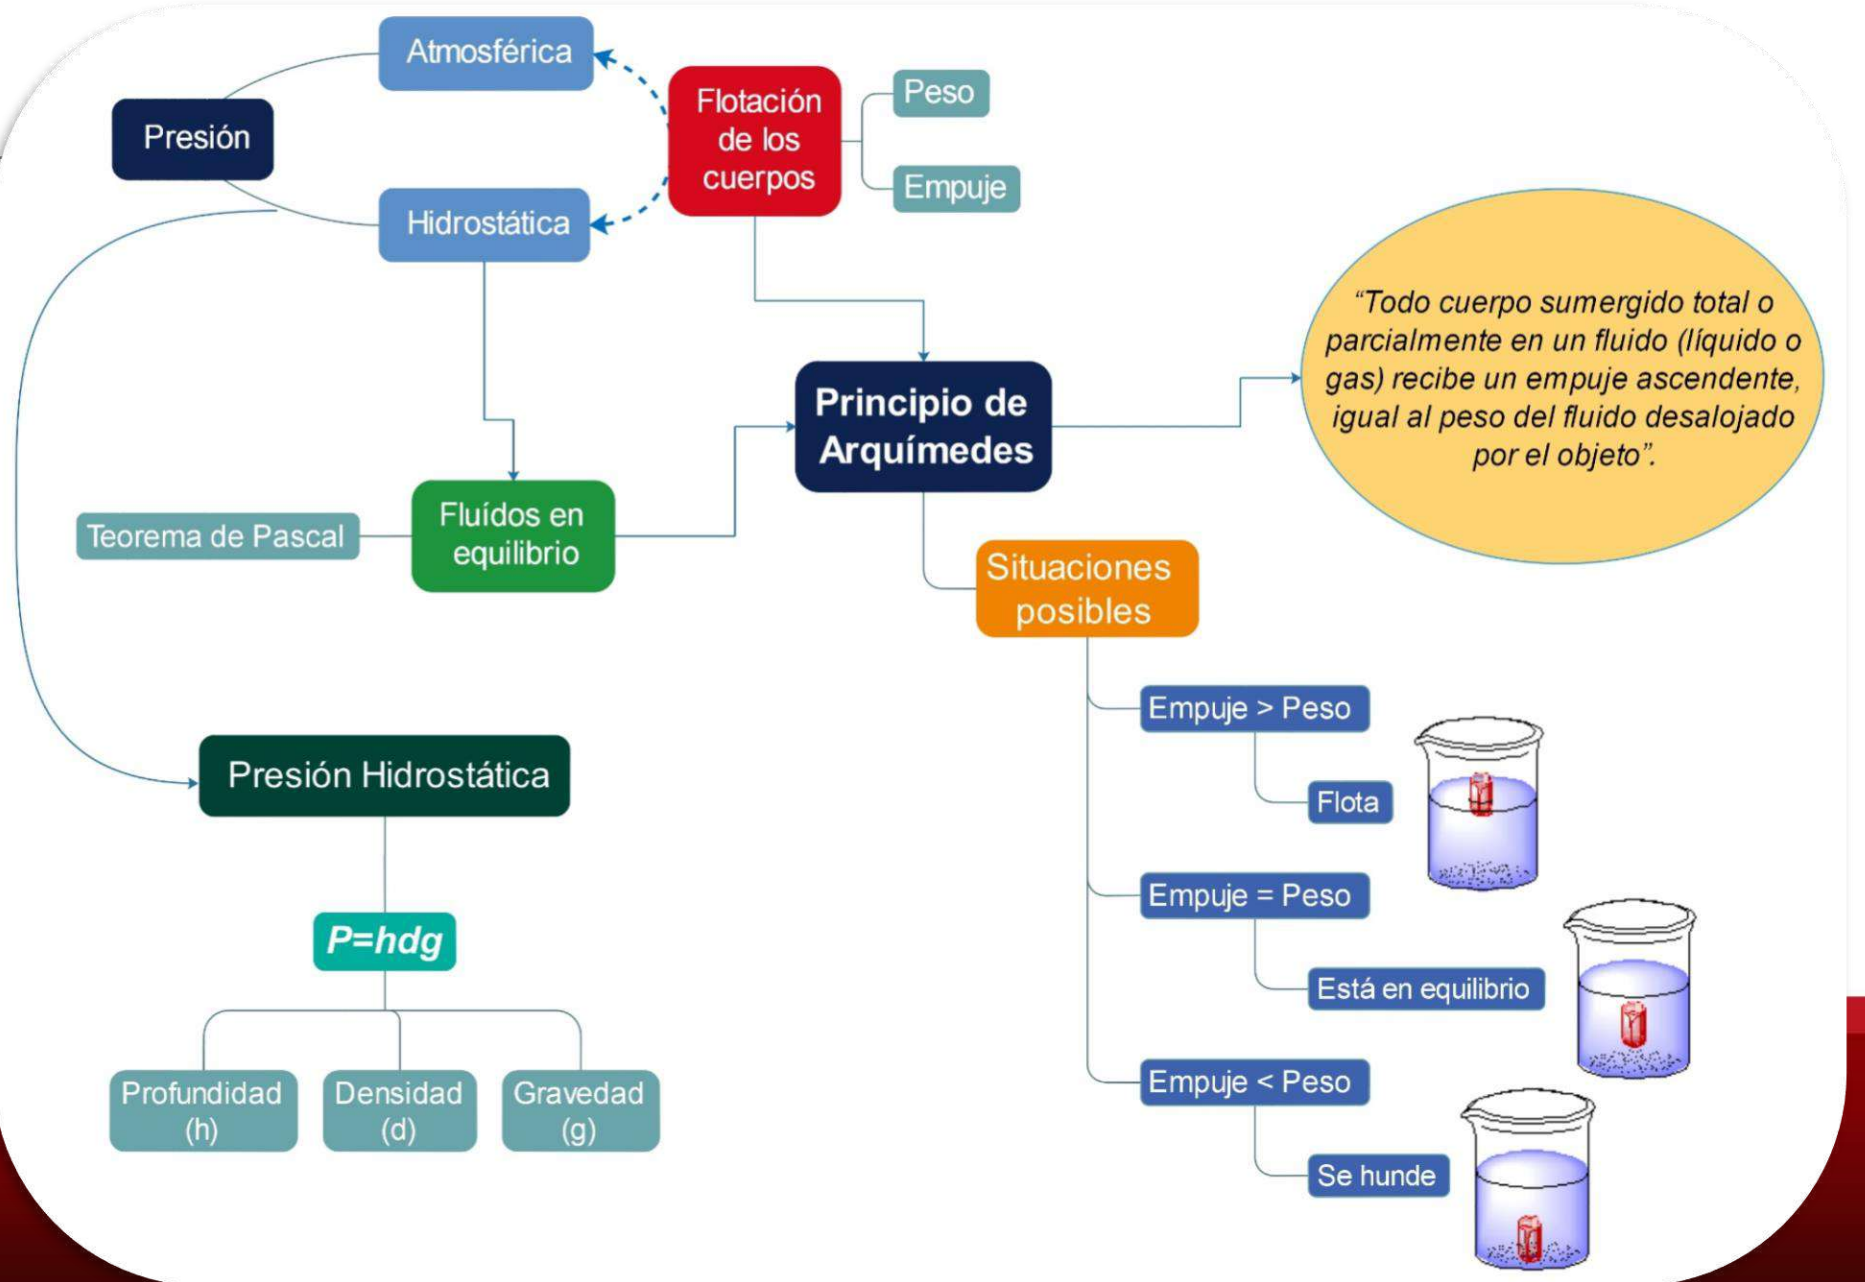 Atmosférica
Presión
Hidrostática
Flotación
de los
cuerpos
Peso
Empuje
“Todo cuerpo sumergido total o
parcialmente en un fluido (líquido o
gas) recibe un empuje ascendente,
igual al peso del fluido desalojado
por el objeto”.
Principio de
Arquímedes
Teorema de Pascal
Fluídos en
equilibrio
Situaciones
posibles
Empuje > Peso
Flota
Empuje = Peso
Está en equilibrio
Empuje < Peso
Se hunde
Presión Hidrostática
P=hdg
Profundidad
(h)
Densidad
(d)
Gravedad
(g)